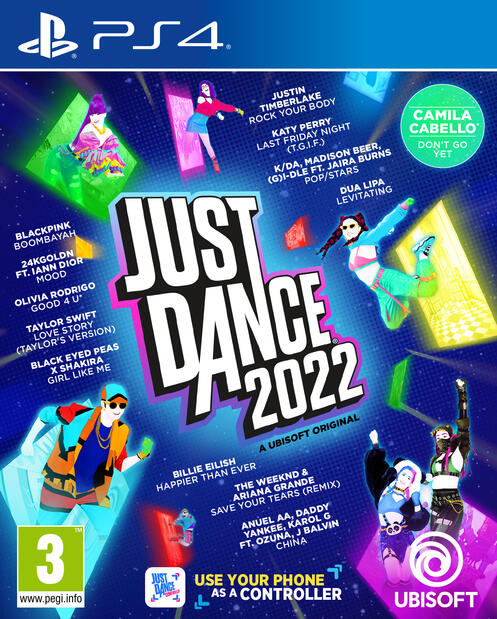 PS4
JUSTIN
TIMBERLAKE
ROCK YOUR BODY
KATY PERRY
LAST FRIDAY NIGHT
(T.G.I.F.)
K/DA, MADISON BEER,
(G)I-DLE FT. JAIRA BURNS
POP/STARS
DUA LIPA
LEVITATING
CAMILA
CABELLO*
DON'T GO
YET
BLACKPINK
BOOMBAYAH
24KGOLDN
FT. IANN DIOR
MOOD
OLIVIA RODRIGO
GOOD 4 U*
TAYLOR SWIFT
LOVE STORY
(TAYLOR'S VERSION)
BLACK EYED PEAS
X SHAKIRA
GIRL LIKE ME
JUST
DANCE®
2022
A UBISOFT ORIGINAL
BILLIE EILISH
HAPPIER THAN EVER
THE WEEKND &
ARIANA GRANDE
SAVE YOUR TEARS (REMIX)
ANUEL AA, DADDY
YANKEE, KAROL G
FT. OZUNA, J BALVIN
CHINA
3
www.pegi.info
JUST
DANCE
CONTROLLER
USE YOUR PHONE
AS A CONTROLLER
UBISOFT